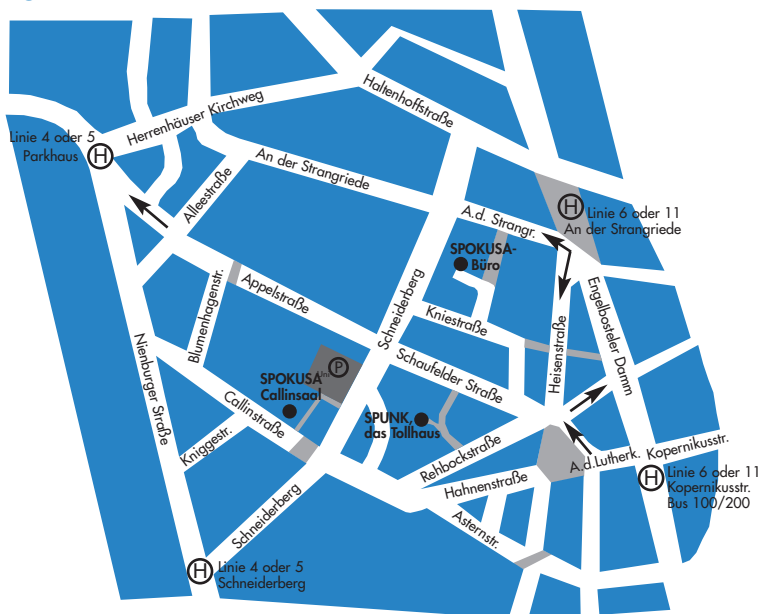 Haltenhoffstraße
Herrenhäuser Kirchweg
Linie 4 oder 5
Parkhaus
H
An der Strangriede
Alleestraße
A.d. Strangr.
H
Linie 6 oder 11
An der Strangriede
SPOKUSA-
Büro
Schneiderberg
Appelstraße
Blumenhagenstr.
Kniestraße
Engelbosteler Damm
Heisenstraße
Nienburger Straße
Schaufelder Straße
Uni
P
SPOKUSA
Callinsaal
Callinstraße
SPUNK,
das Tollhaus
Kniggestr.
Rehbockstraße
A.d.Lutherk.
Kopernikusstr.
Hahnenstraße
H
Linie 6 oder 11
Kopernikusstr.
Bus 100/200
Schneiderberg
Asternstr.
H
Linie 4 oder 5
Schneiderberg